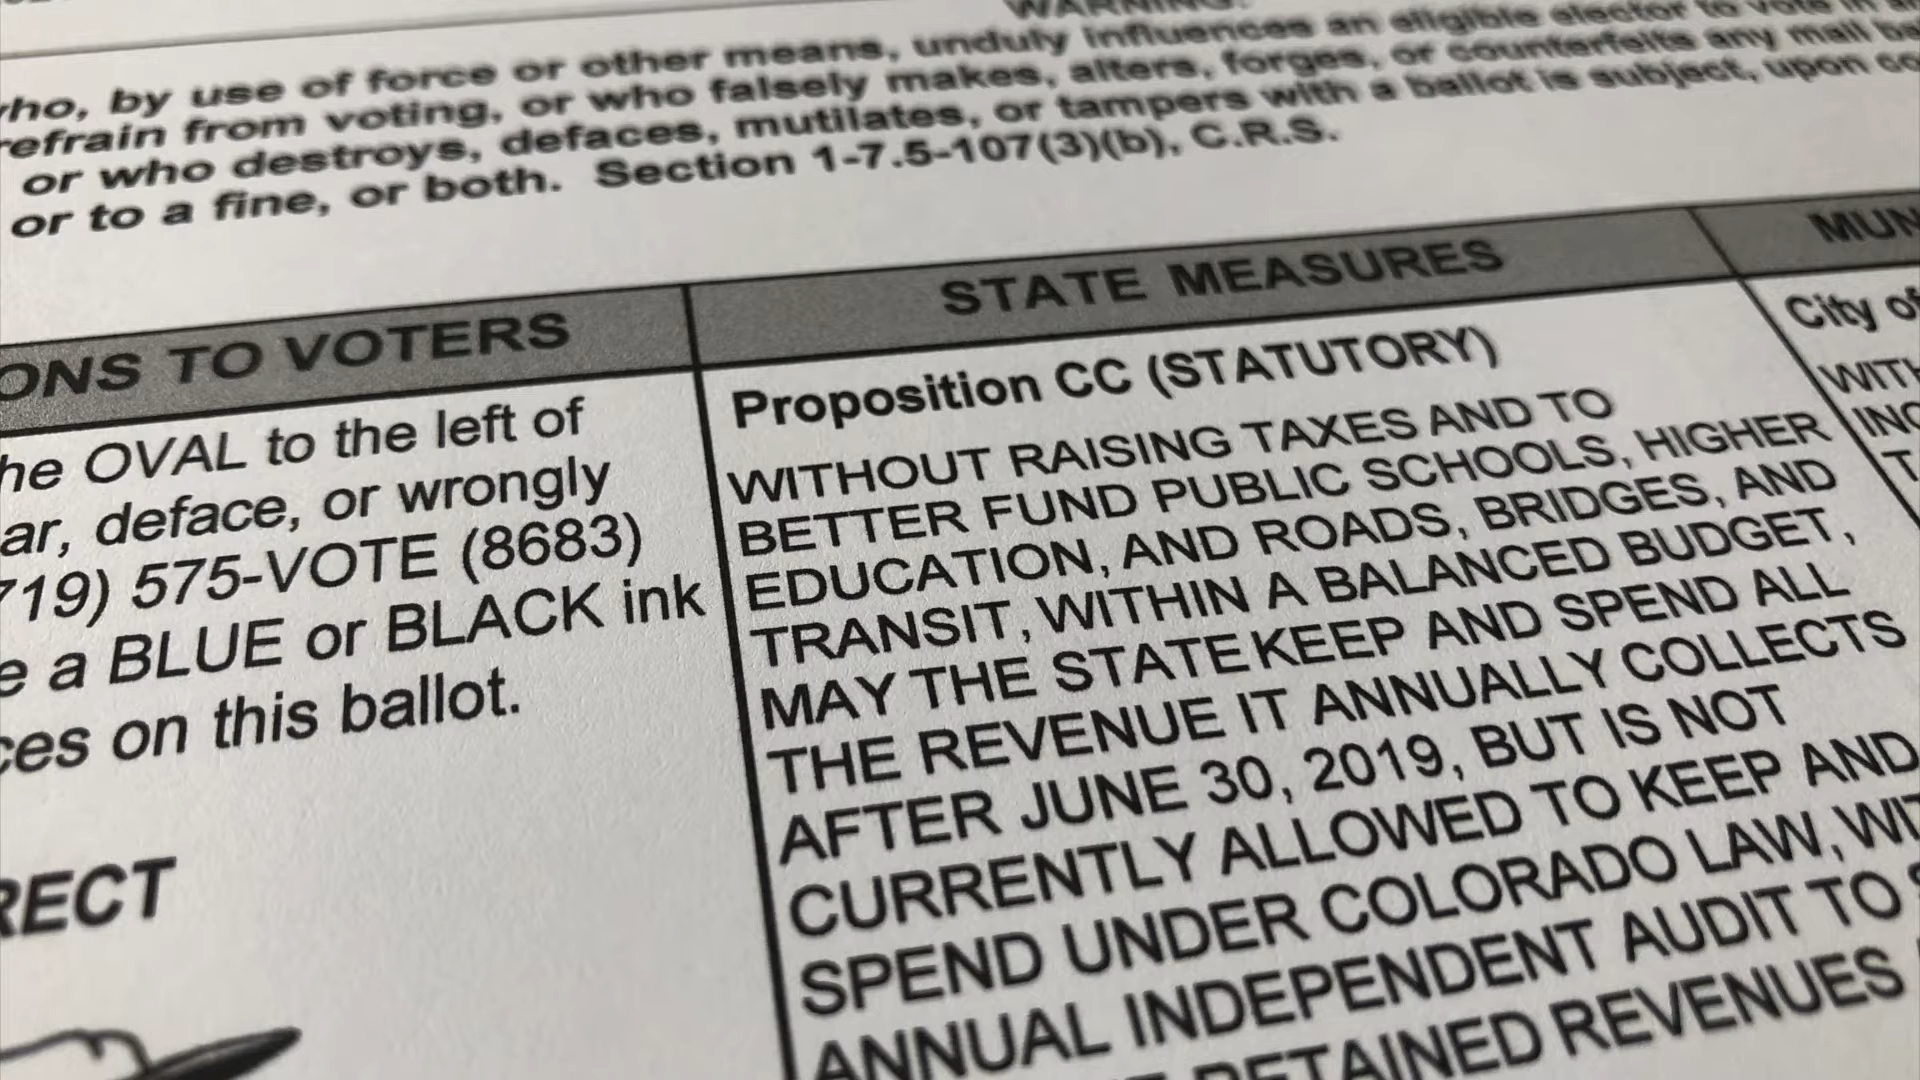 WARNING:
who, by use of force or other means, unduly influences an eligible elector to vote in
refrain from voting, or who falsely makes, alters, forges, or counterfeits any mail
or who destroys, defaces, mutilates, or tampers with a ballot is subject, upon
or to a fine, or both. Section 1-7.5-107(3)(b), C.R.S.
ONS TO VOTERS
he OVAL to the left of
ar, deface, or wrongly
719) 575-VOTE (8683)
e a BLUE or BLACK ink
ces on this ballot.
RECT
STATE MEASURES
Proposition CC (STATUTORY)
WITHOUT RAISING TAXES AND TO
BETTER FUND PUBLIC SCHOOLS, HIGHER
EDUCATION, AND ROADS, BRIDGES, AND
TRANSIT, WITHIN A BALANCED BUDGET,
MAY THE STATE KEEP AND SPEND ALL
THE REVENUE IT ANNUALLY COLLECTS
AFTER JUNE 30, 2019, BUT IS NOT
CURRENTLY ALLOWED TO KEEP AND
SPEND UNDER COLORADO LAW, WIT
ANNUAL INDEPENDENT AUDIT TO S
RETAINED REVENUES
MUN
City of
WITH
INC
T